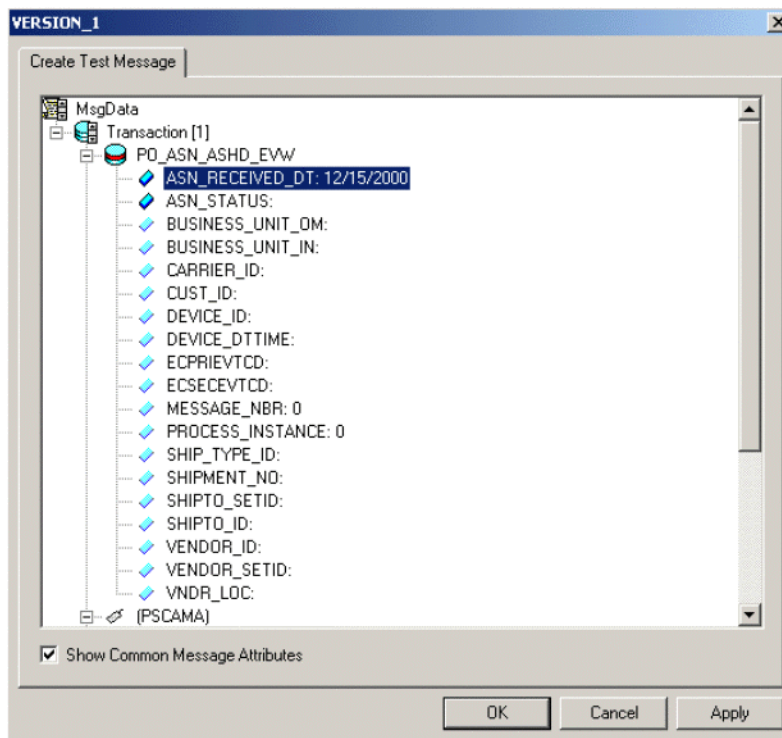 VERSION_1
Create Test Message
MsgData
Transaction [1]
PO_ASN_ASHD_EVW
ASN_RECEIVED_DT: 12/15/2000
ASN_STATUS:
BUSINESS_UNIT_OM:
BUSINESS_UNIT_IN:
CARRIER_ID:
CUST_ID:
DEVICE_ID:
DEVICE_DTTIME:
ECPRIEVTCD:
ECSECEVTCD:
MESSAGE_NBR: 0
PROCESS_INSTANCE: 0
SHIP_TYPE_ID:
SHIPMENT_NO:
SHIPTO_SETID:
SHIPTO_ID:
VENDOR_ID:
VENDOR_SETID:
VNDR_LOC:
(PSCAMA)
Show Common Message Attributes
OK Cancel Apply